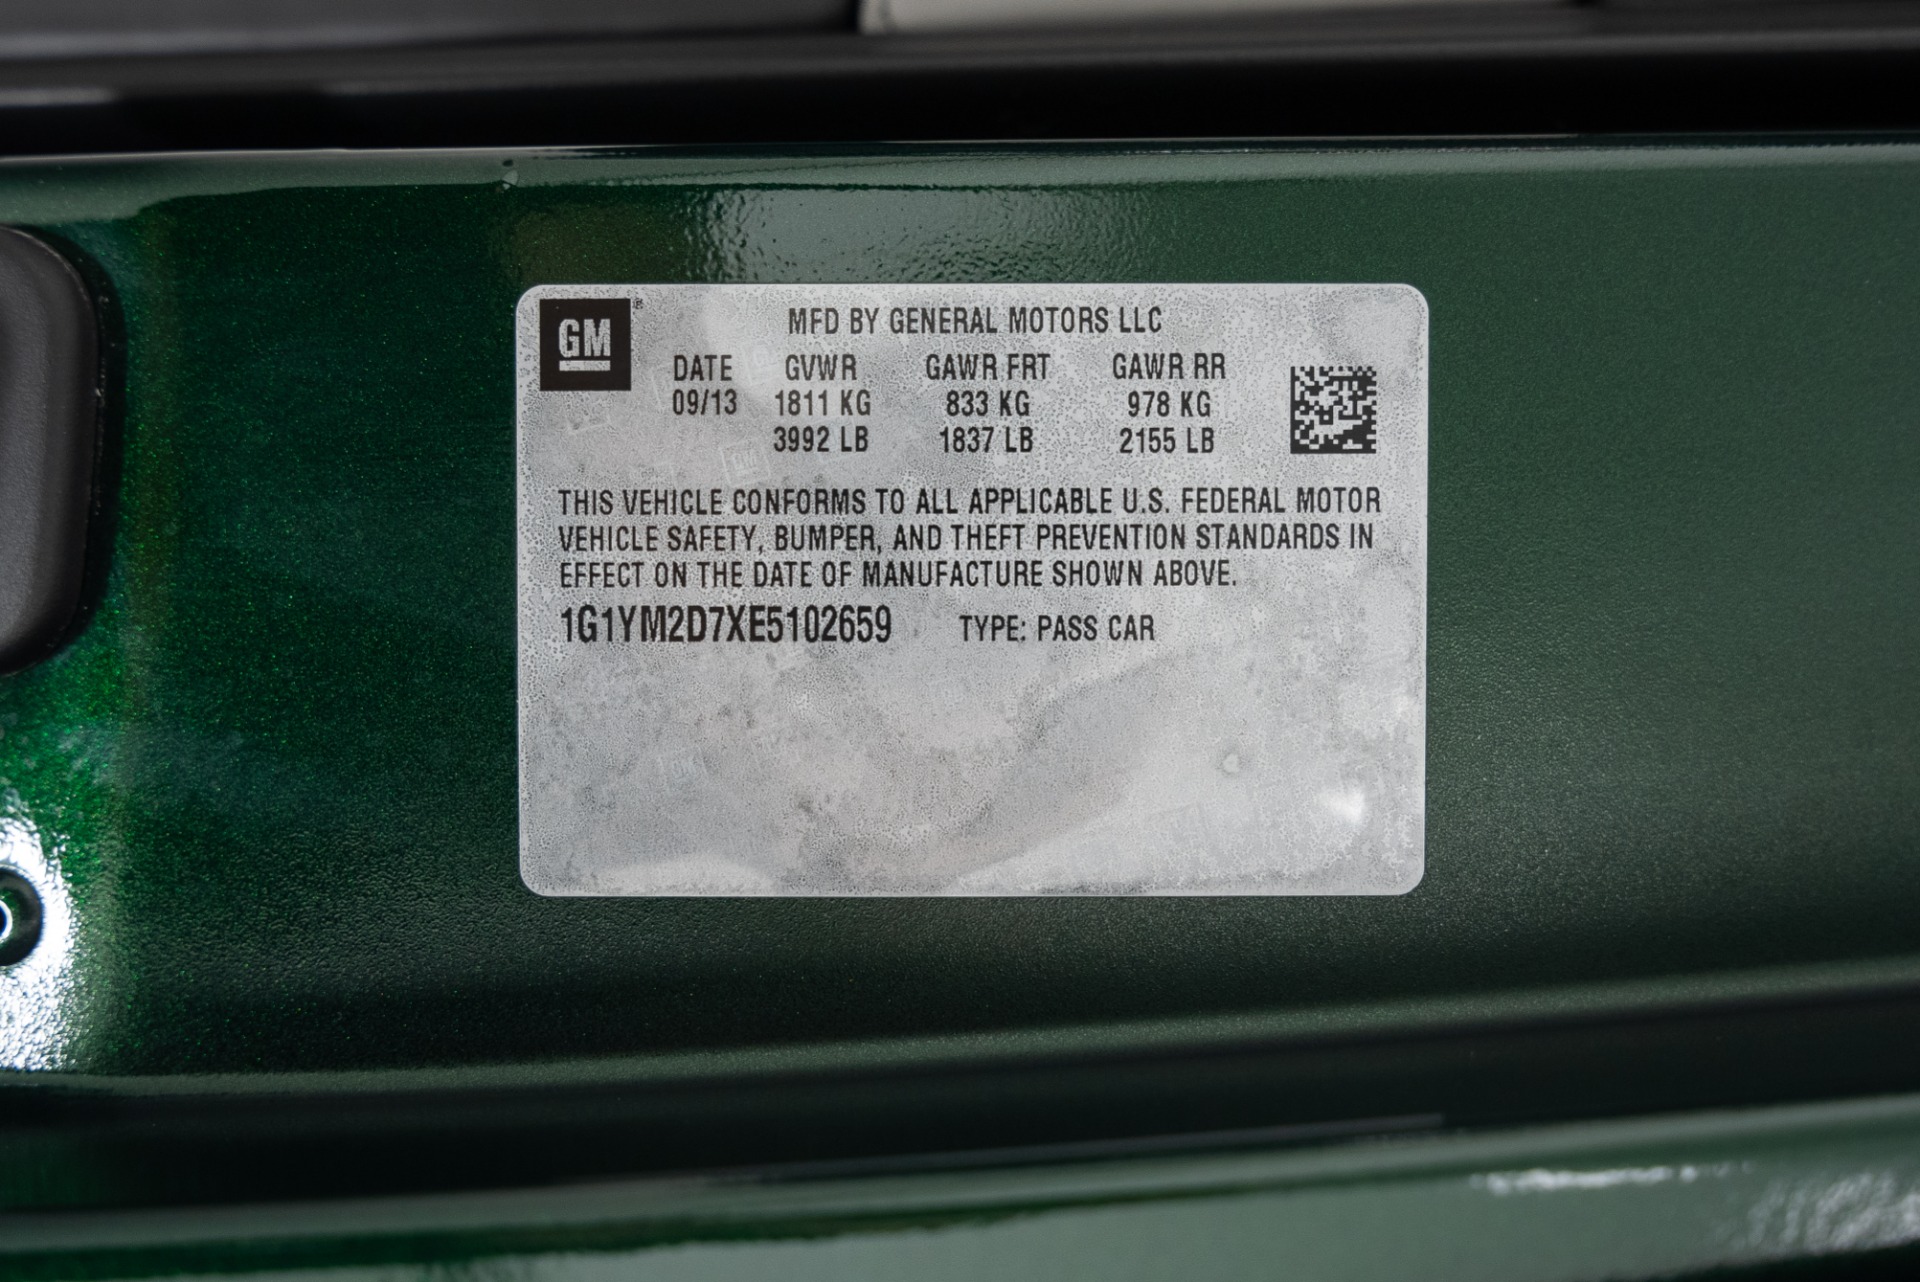 GM
MFD BY GENERAL MOTORS LLC
DATE GVWR GAWR FRT GAWR RR
09/13 1811 KG 833 KG 978 KG
3992 LB 1837 LB 2155 LB
THIS VEHICLE CONFORMS TO ALL APPLICABLE U.S. FEDERAL MOTOR
VEHICLE SAFETY, BUMPER, AND THEFT PREVENTION STANDARDS IN
EFFECT ON THE DATE OF MANUFACTURE SHOWN ABOVE.
1G1YM2D7XE5102659 TYPE: PASS CAR